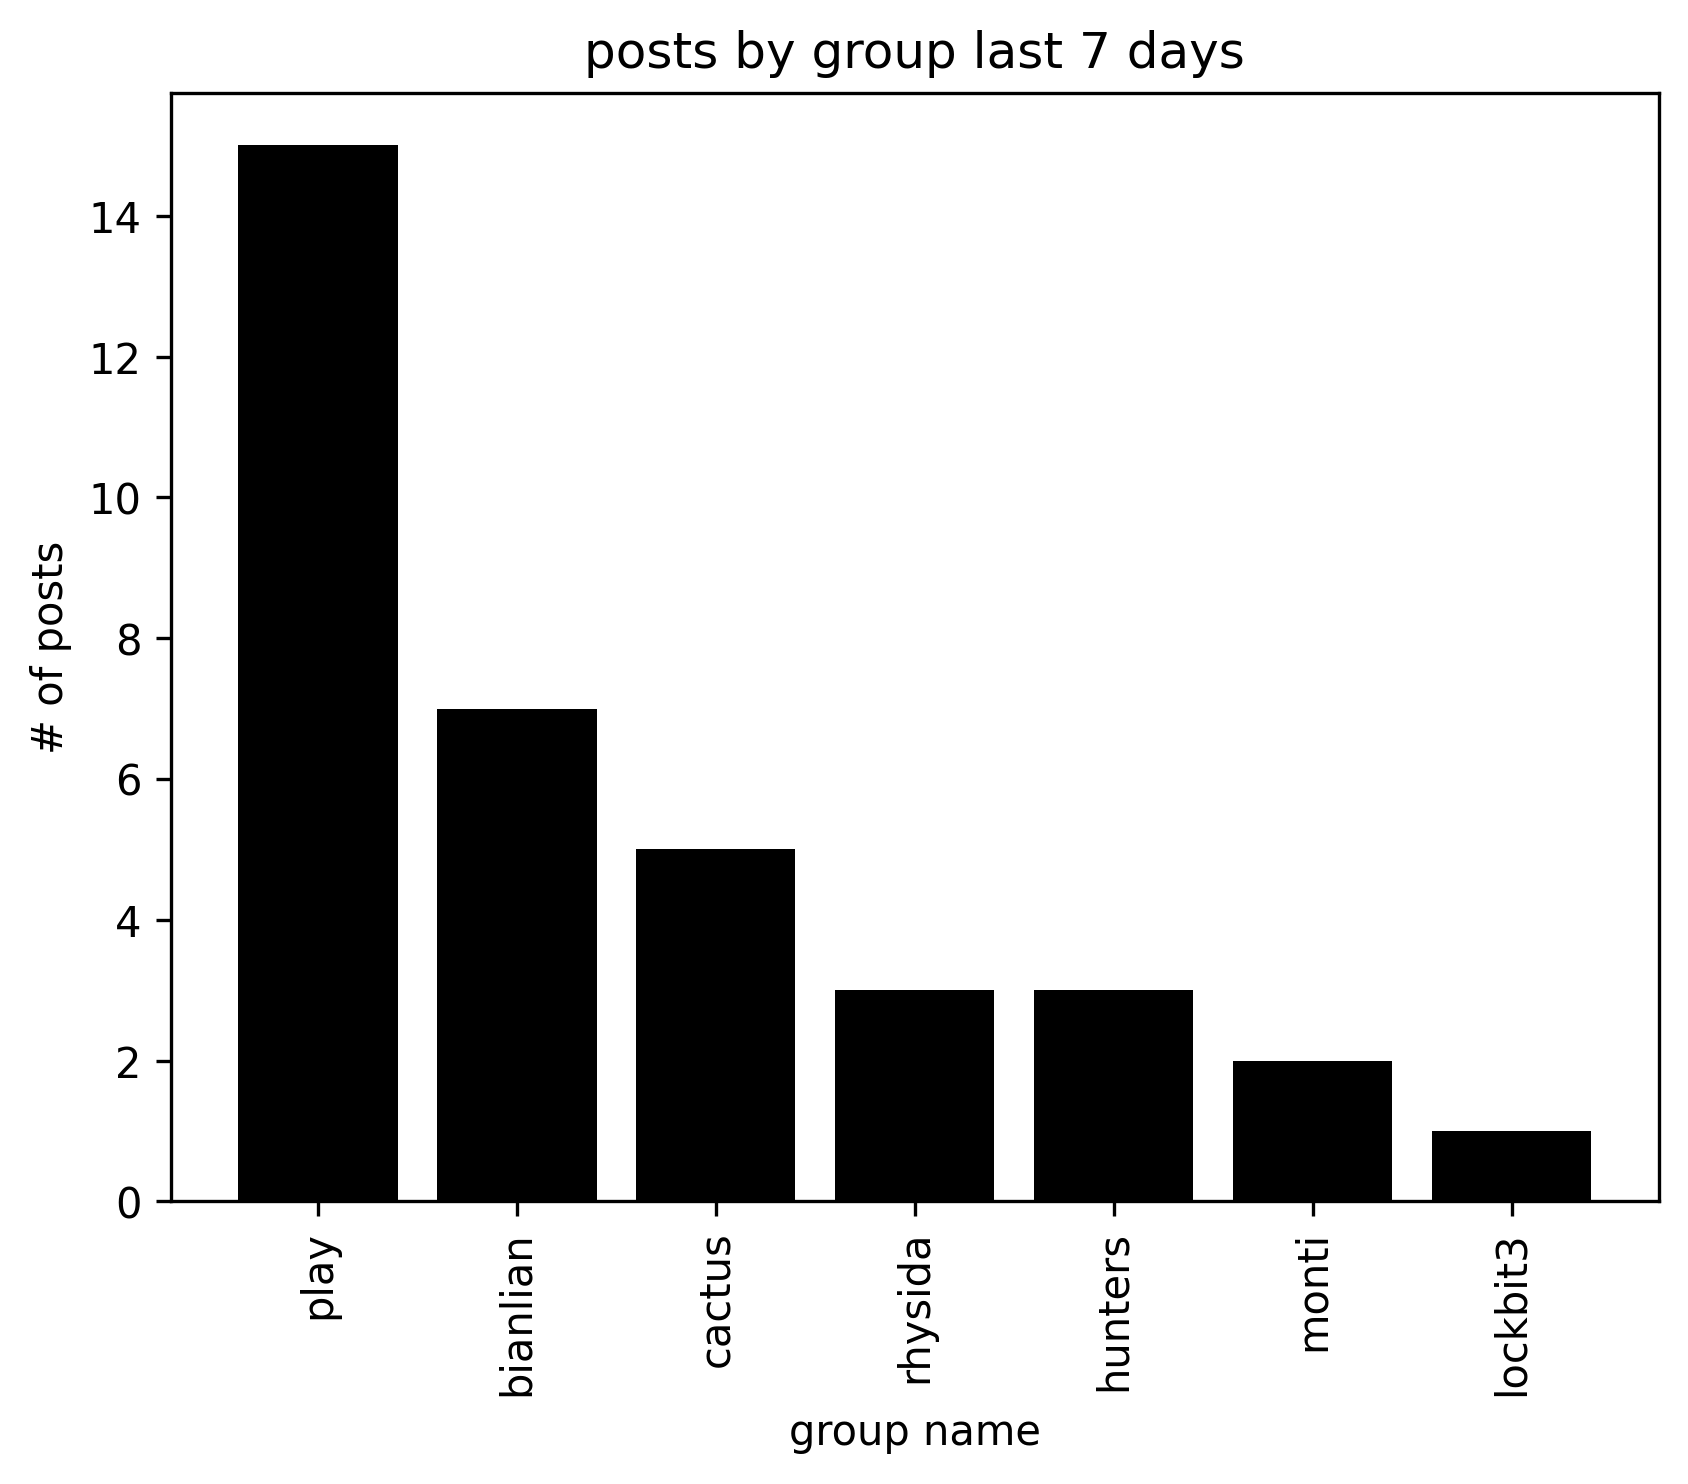 posts by group last 7 days
# of posts
14
12
10
8
6
4
2
0
play
bianlian
cactus
rhysida
hunters
monti
lockbit3
group name